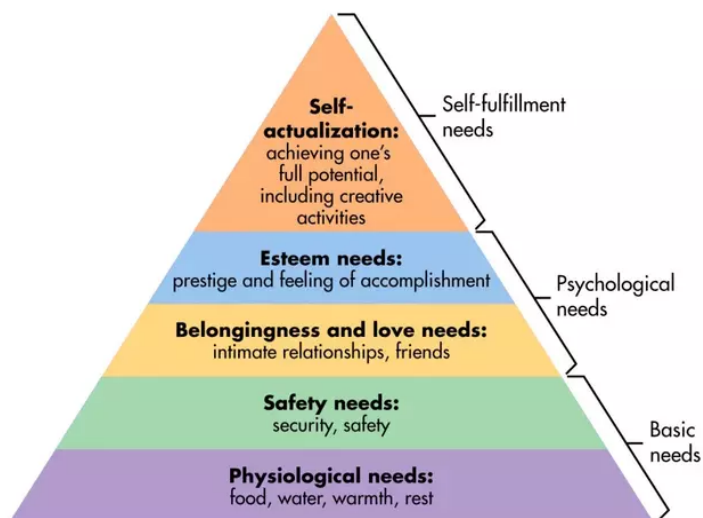 Self-
actualization:
achieving one's
full potential,
including creative
activities
Self-fulfillment
needs
Esteem needs:
prestige and feeling of accomplishment
Psychological
needs
Belongingness and love needs:
intimate relationships, friends
Safety needs:
security, safety
Basic
needs
Physiological needs:
food, water, warmth, rest